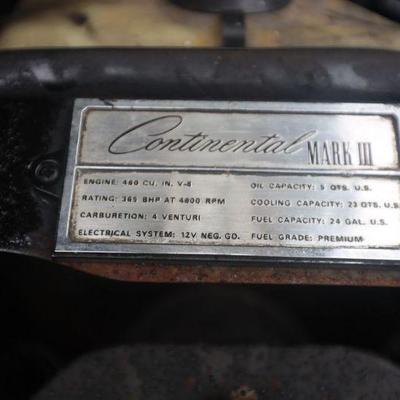 Continental MARK III
ENGINE: 460 CU. IN. V-8
RATING: 365 BHP AT 4600 RPM
CARBURETION: 4 VENTURI
ELECTRICAL SYSTEM: 12V NEG. GD.
OIL CAPACITY: 5 QTS. U.S.
COOLING CAPACITY: 23 QTS. U.S.
FUEL CAPACITY: 24 GAL. U.S.
FUEL GRADE: PREMIUM